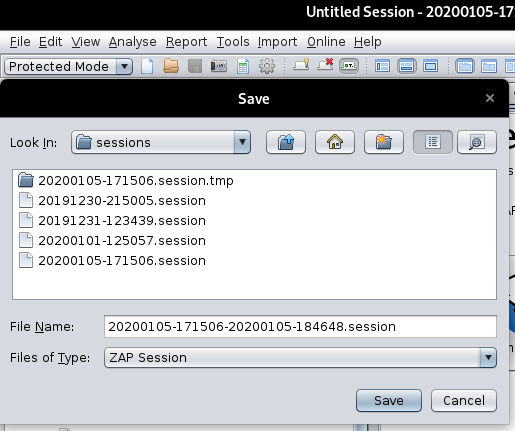 Untitled Session - 20200105-17
File Edit View Analyse Report Tools Import Online Help
Protected Mode
Save
Look In: sessions
20200105-171506.session.tmp
20191230-215005.session
20191231-123439.session
20200101-125057.session
20200105-171506.session
File Name: 20200105-171506-20200105-184648.session
Files of Type: ZAP Session
Save Cancel